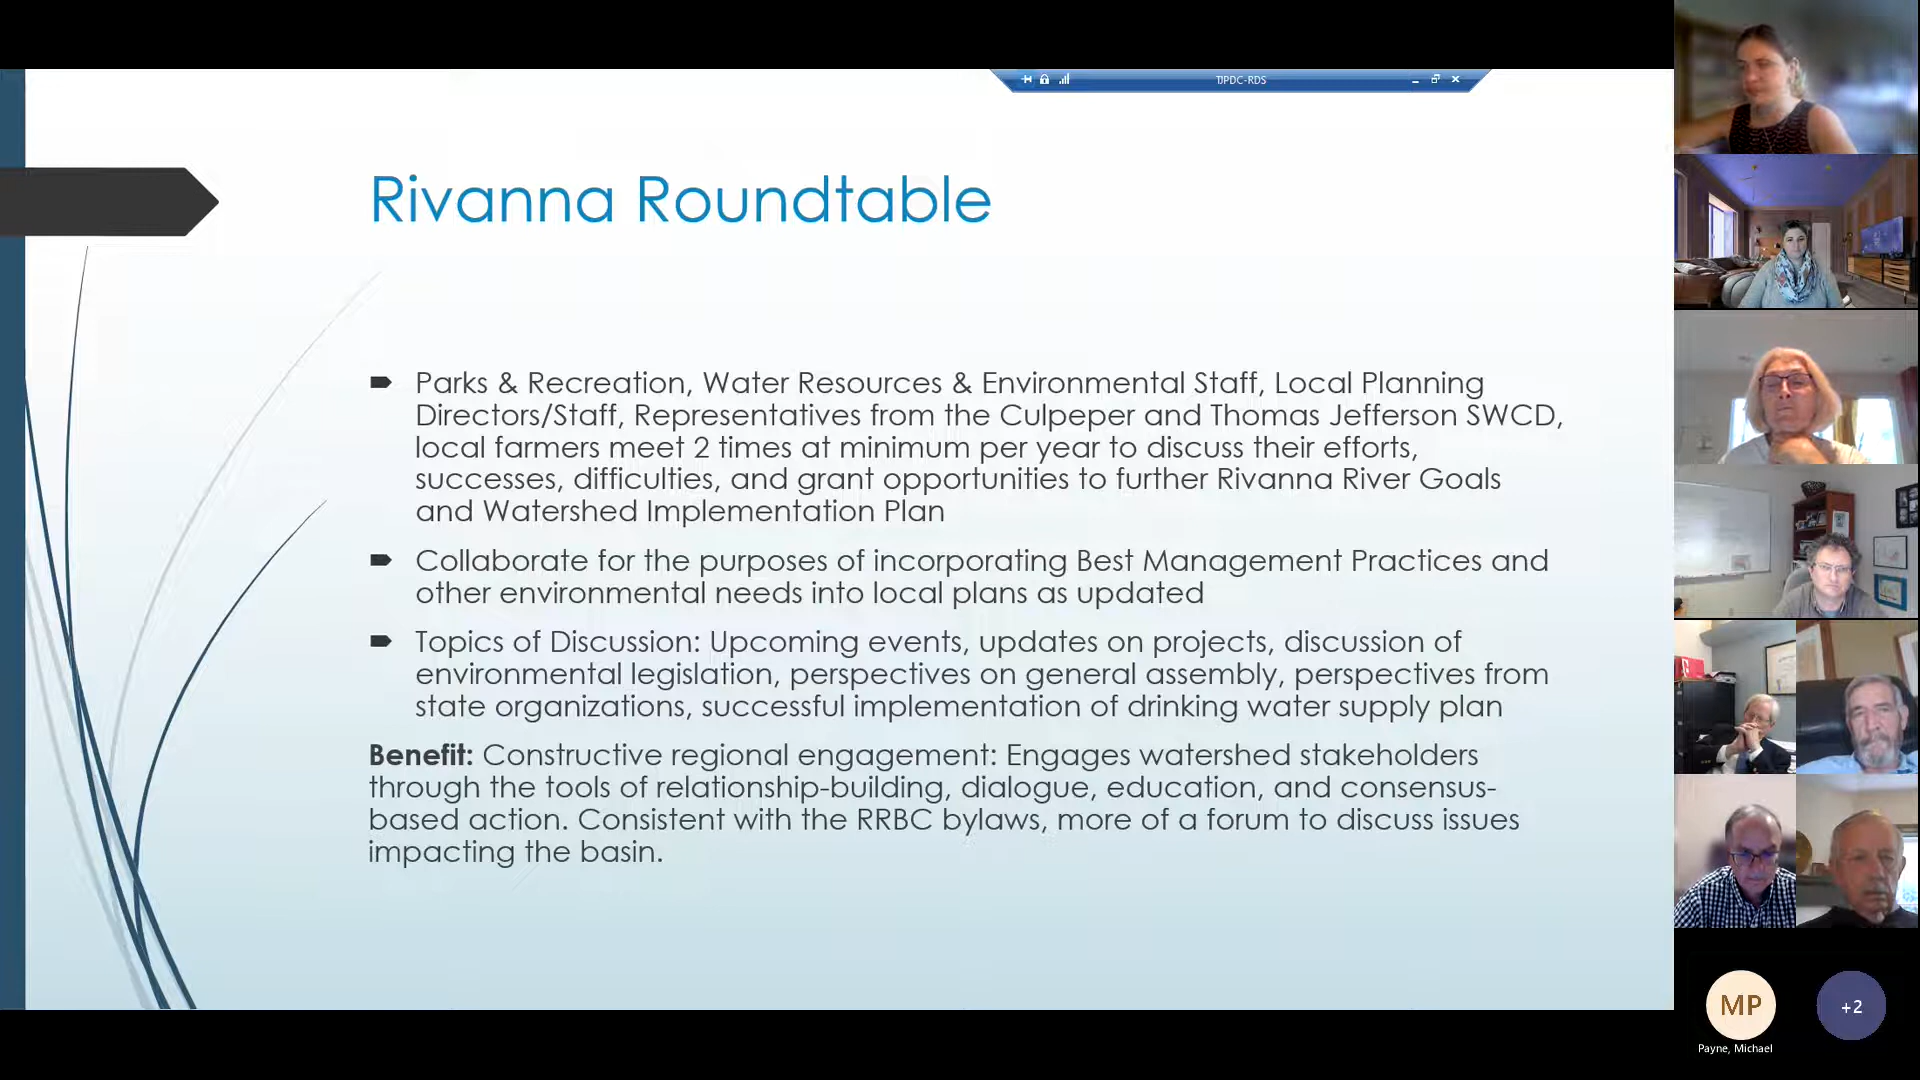 TJPDC-RDS
Rivanna Roundtable
Parks & Recreation, Water Resources & Environmental Staff, Local Planning
Directors/Staff, Representatives from the Culpeper and Thomas Jefferson SWCD,
local farmers meet 2 times at minimum per year to discuss their efforts,
successes, difficulties, and grant opportunities to further Rivanna River Goals
and Watershed Implementation Plan
Collaborate for the purposes of incorporating Best Management Practices and
other environmental needs into local plans as updated
Topics of Discussion: Upcoming events, updates on projects, discussion of
environmental legislation, perspectives on general assembly, perspectives from
state organizations, successful implementation of drinking water supply plan
Benefit: Constructive regional engagement: Engages watershed stakeholders
through the tools of relationship-building, dialogue, education, and consensus-
based action. Consistent with the RRBC bylaws, more of a forum to discuss issues
impacting the basin.
MP
+2
Payne, Michael